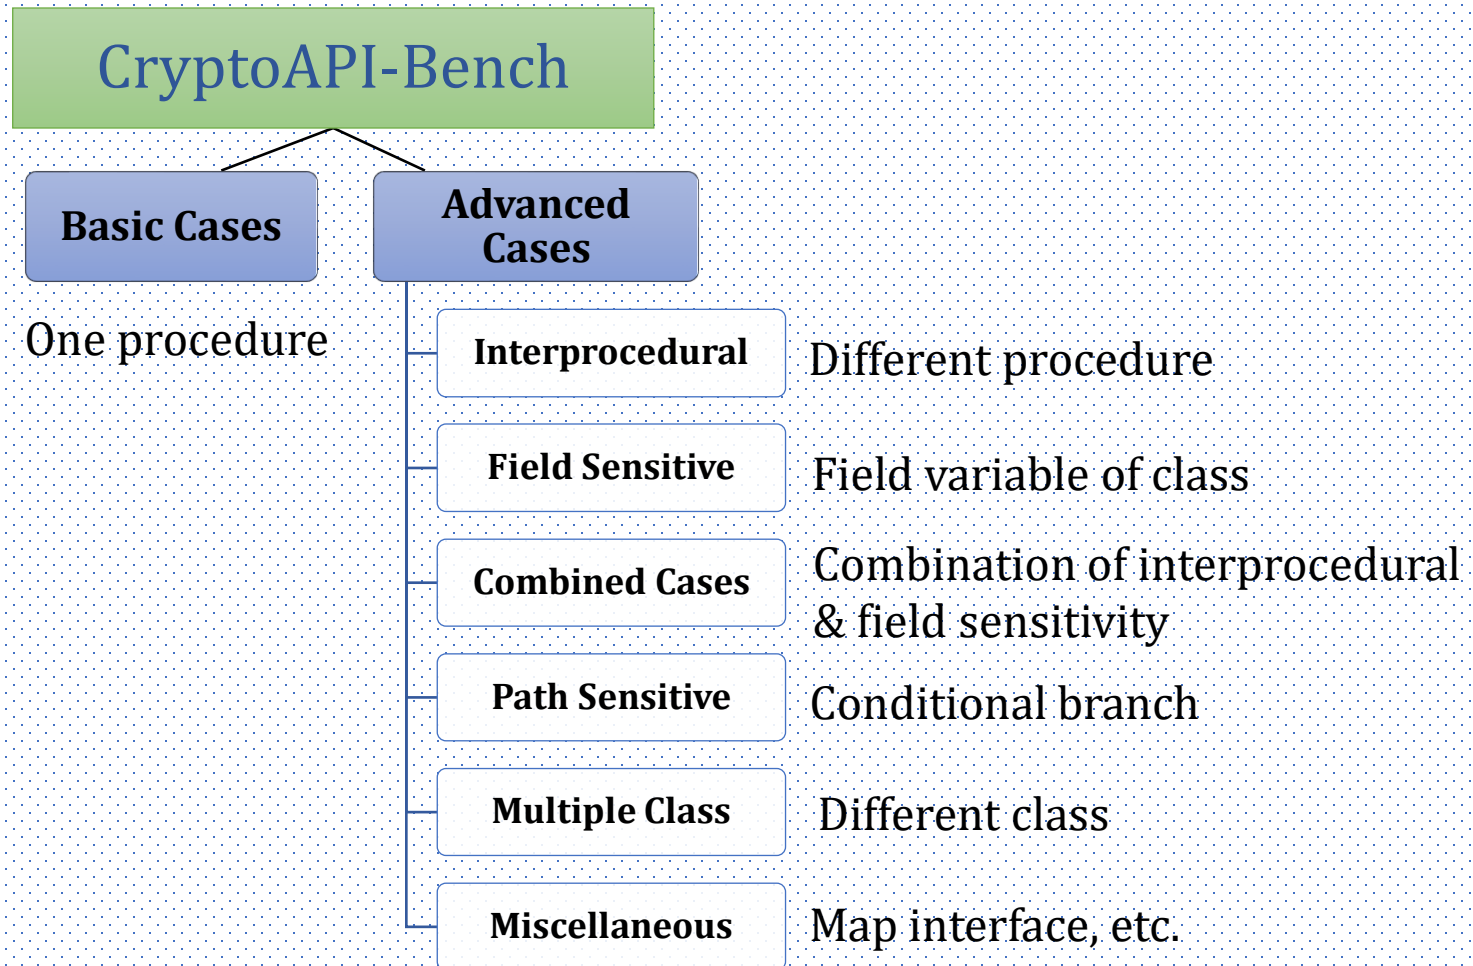 CryptoAPI-Bench
Basic Cases
Advanced
Cases
One procedure
Interprocedural
Different procedure
Field Sensitive
Field variable of class
Combined Cases
Combination of interprocedural
& field sensitivity
Path Sensitive
Conditional branch
Multiple Class
Different class
Miscellaneous
Map interface, etc.